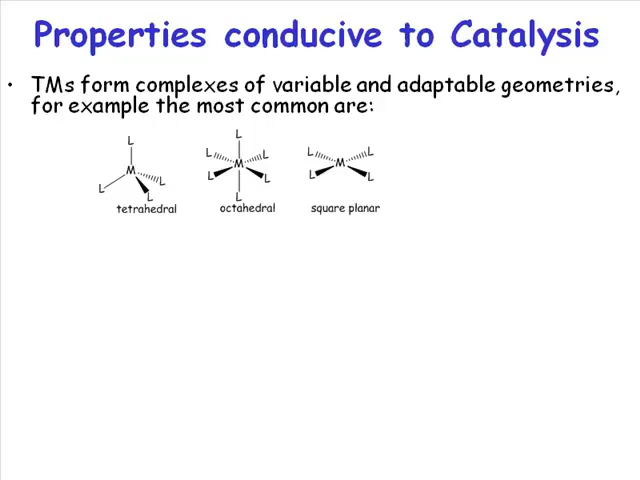 Properties conducive to Catalysis
• TMs form complexes of variable and adaptable geometries,
for example the most common are:
L
M
L
L
L
tetrahedral
L
L
L
M
L
L
L
octahedral
L
L
M
L
L
square planar